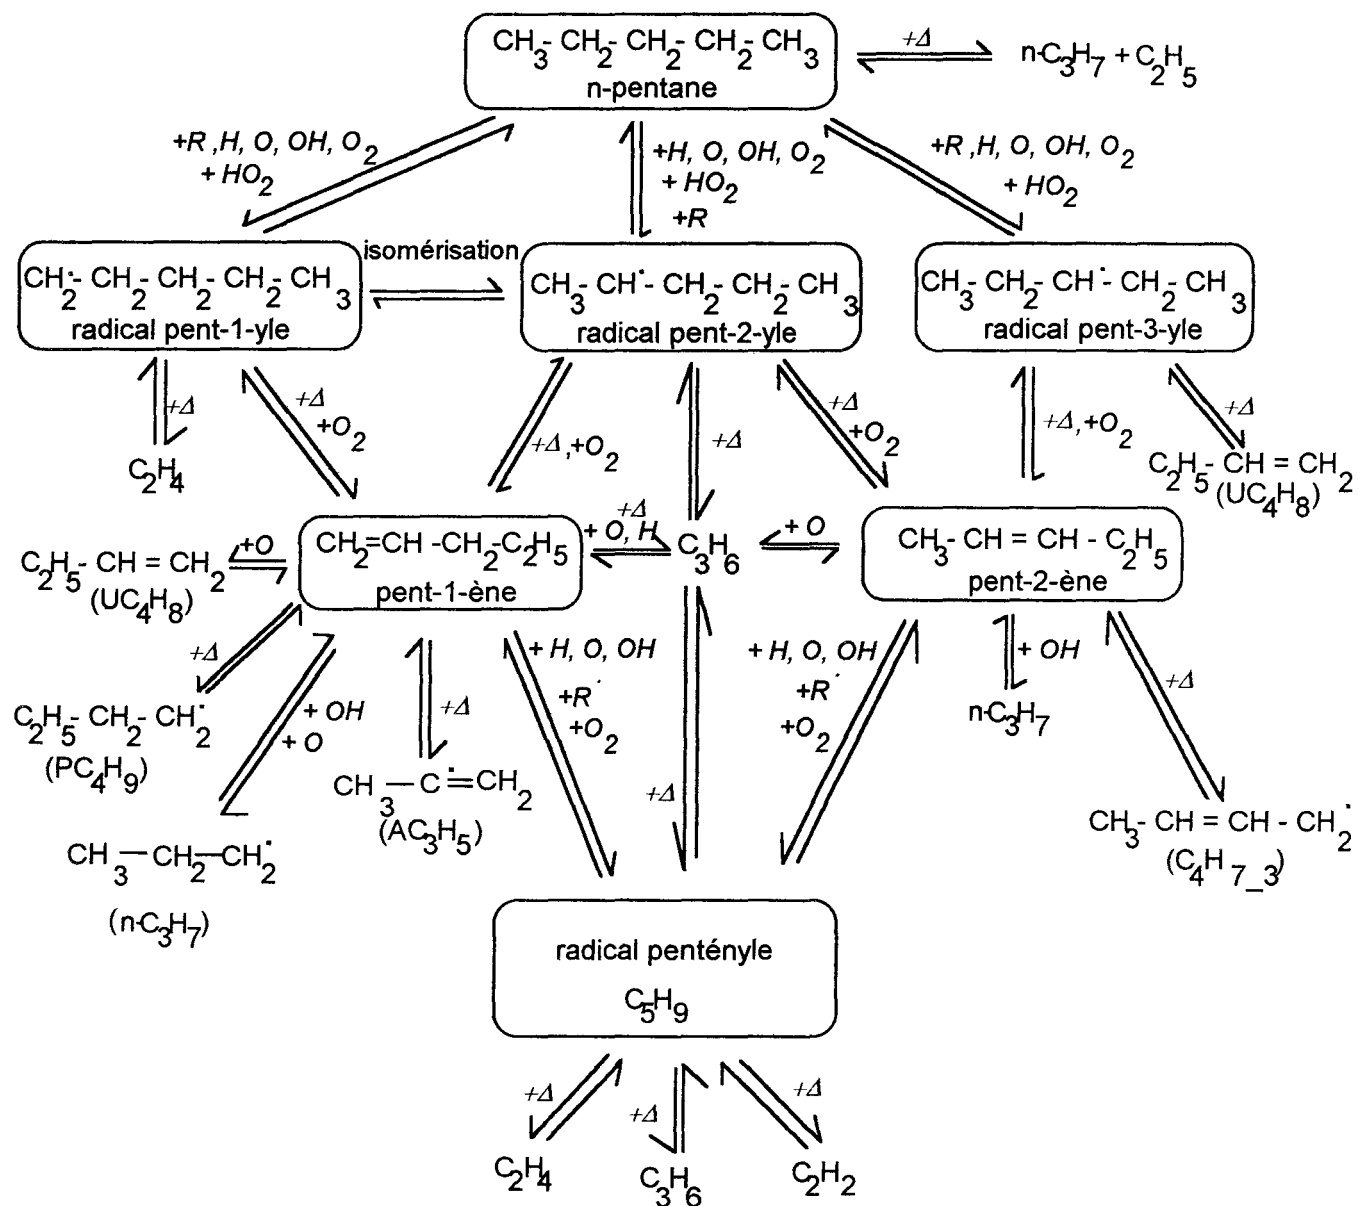 CH3- CH2- CH2- CH2- CH3
n-pentane
+Δ
n-C3H7 + C2H5
+R ,H, O, OH, O2
+ HO2
+H, O, OH, O2
+ HO2
+R
+R ,H, O, OH, O2
+ HO2
isomérisation
CH2˙- CH2- CH2- CH2- CH3
radical pent-1-yle
CH3- CH˙- CH2- CH2- CH3
radical pent-2-yle
CH3- CH2- CH˙- CH2- CH3
radical pent-3-yle
+Δ
+Δ
+O2
+Δ ,+O2
+Δ
+Δ
+O2
+Δ ,+O2
+Δ
C2H4
C2H5- CH = CH2
(UC4H8)
C2H5- CH = CH2
(UC4H8)
+O
CH2=CH -CH2-C2H5
pent-1-ène
+Δ
+ O, H
C3H6
+ O
CH3- CH = CH - C2H5
pent-2-ène
+Δ
C2H5- CH2- CH2˙
(PC4H9)
+ OH
+ O
+Δ
+ H, O, OH
+R˙
+O2
+Δ
+ H, O, OH
+R˙
+O2
+ OH
n-C3H7
+Δ
CH3—C˙=CH2
(AC3H5)
CH3—CH2—CH2˙
(n-C3H7)
CH3- CH = CH - CH2˙
(C4H7_3)
radical pentényle
C5H9
+Δ
+Δ
+Δ
C2H4
C3H6
C2H2